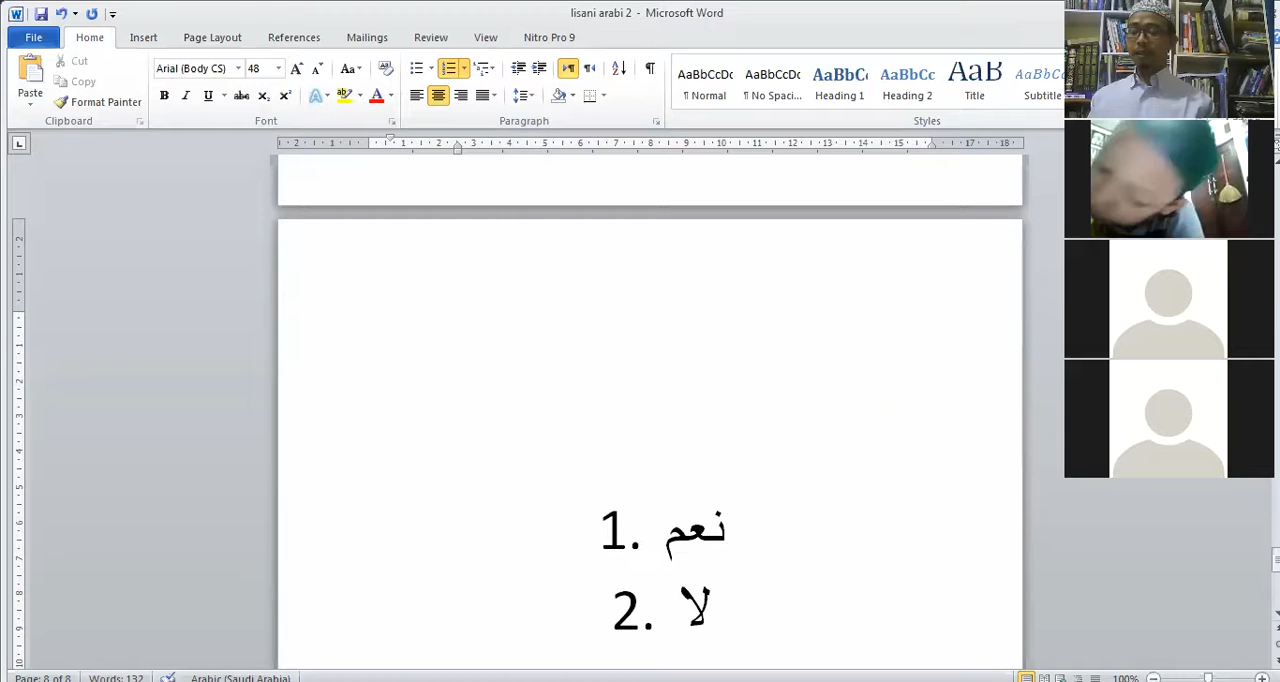 lisani arabi 2 - Microsoft Word
File Home Insert Page Layout References Mailings Review View Nitro Pro 9
Cut
Copy
Paste Format Painter
Arial (Body CS) 48
AaBbCcDc AaBbCcDc AaBbC AaBbCc AaB AaBbCc
¶ Normal ¶ No Spaci... Heading 1 Heading 2 Title Subtitle
Clipboard Font Paragraph Styles
1. نعم
2. لا
Page: 8 of 8 Words: 132 Arabic (Saudi Arabia) 100%